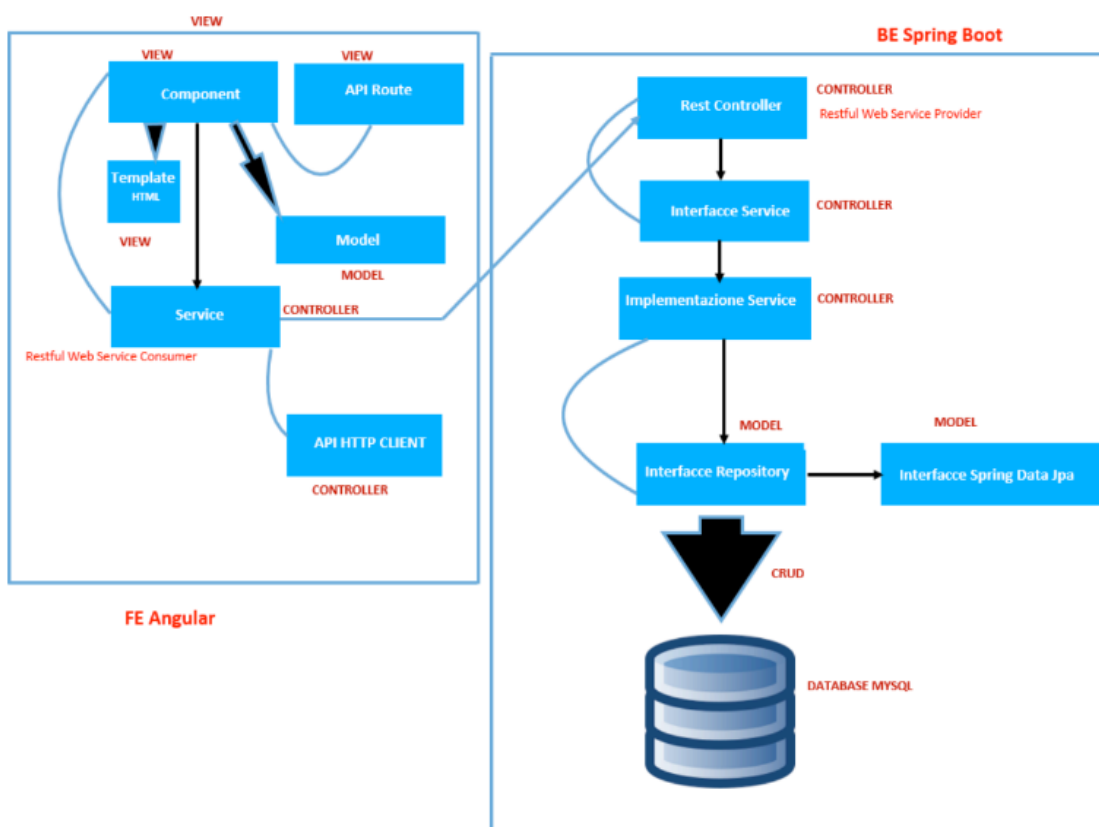 VIEW
BE Spring Boot
VIEW
VIEW
Component
API Route
CONTROLLER
Rest Controller
Restful Web Service Provider
Template
HTML
VIEW
Interfacce Service
CONTROLLER
Model
MODEL
Service
CONTROLLER
Restful Web Service Consumer
Implementazione Service
CONTROLLER
API HTTP CLIENT
CONTROLLER
MODEL
MODEL
Interfacce Repository
Interfacce Spring Data Jpa
CRUD
FE Angular
DATABASE MYSQL